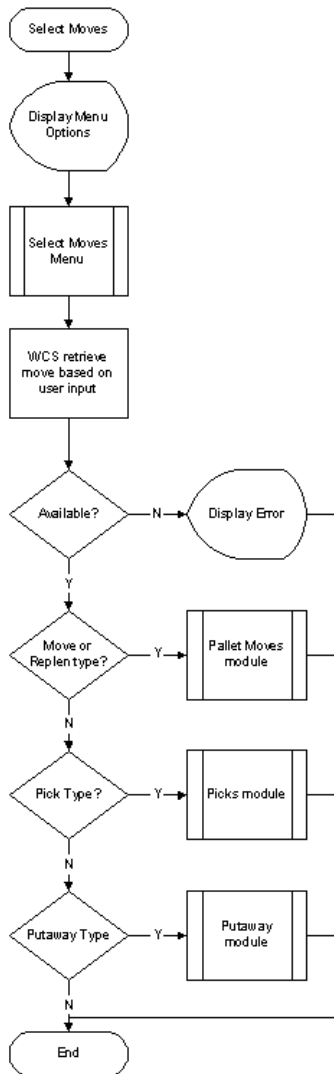 Select Moves
Display Menu
Options
Select Moves
Menu
WCS retrieve
move based on
user input
Available?
N
Display Error
Y
Move or
Replen type?
Y
Pallet Moves
module
N
Pick Type?
Y
Picks module
N
Putaway Type
Y
Putaway
module
N
End